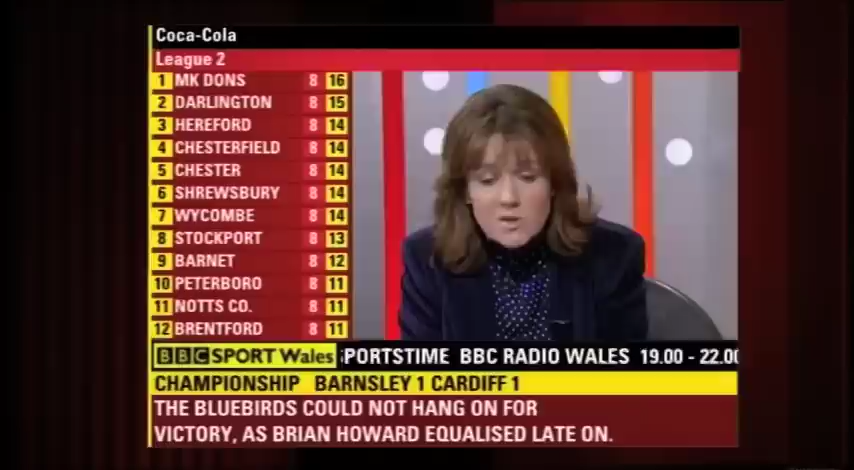 Coca-Cola
League 2
1 MK DONS 8 16
2 DARLINGTON 8 15
3 HEREFORD 8 14
4 CHESTERFIELD 8 14
5 CHESTER 8 14
6 SHREWSBURY 8 14
7 WYCOMBE 8 14
8 STOCKPORT 8 13
9 BARNET 8 12
10 PETERBORO 8 11
11 NOTTS CO. 8 11
12 BRENTFORD 8 11
BBC SPORT Wales PORTSTIME BBC RADIO WALES 19.00 - 22.00
CHAMPIONSHIP BARNSLEY 1 CARDIFF 1
THE BLUEBIRDS COULD NOT HANG ON FOR
VICTORY, AS BRIAN HOWARD EQUALISED LATE ON.